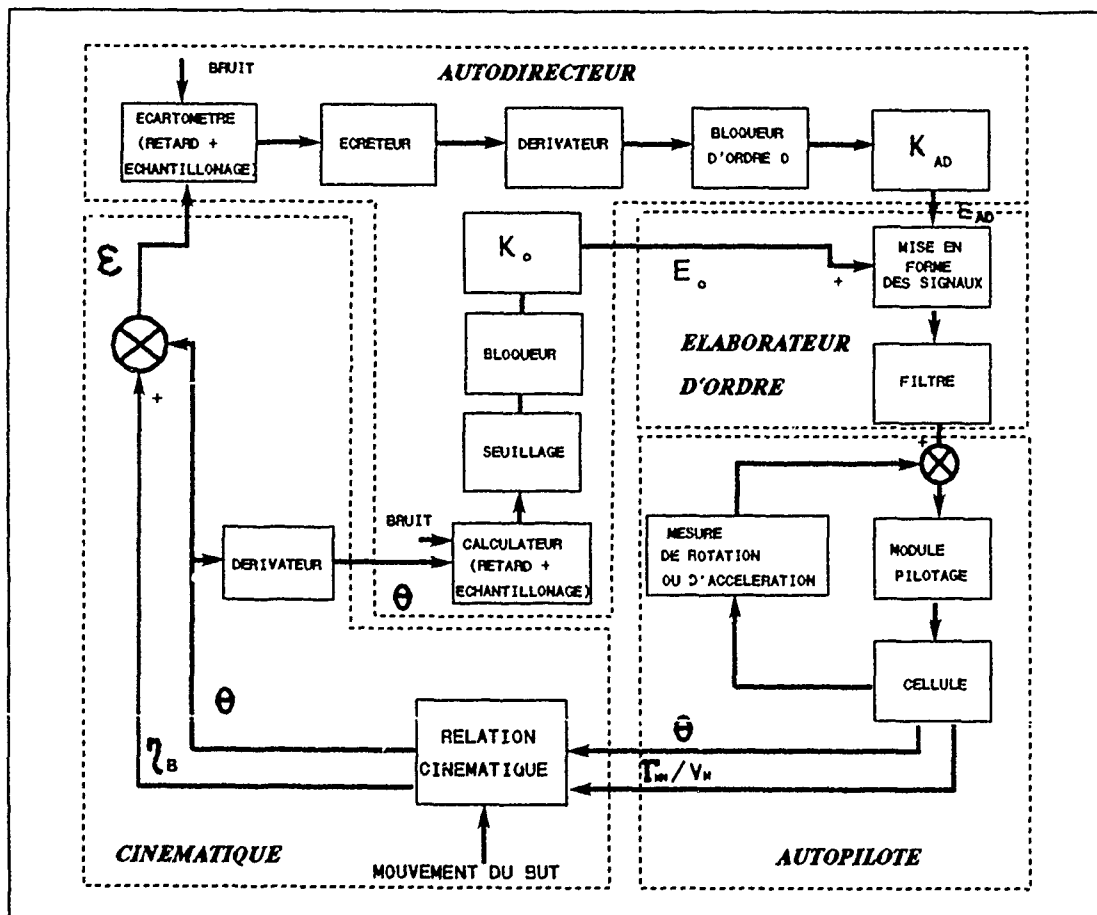 BRUIT
AUTODIRECTEUR
ECARTOMETRE
(RETARD +
ECHANTILLONAGE)
ECRETEUR
DERIVATEUR
BLOQUEUR
D'ORDRE O
K AD
E AD
ε
K o
E o
+
MISE EN
FORME
DES SIGNAUX
BLOQUEUR
ELABORATEUR
D'ORDRE
FILTRE
+
SEUILLAGE
+
BRUIT
CALCULATEUR
(RETARD +
ECHANTILLONAGE)
DERIVATEUR
θ
MESURE
DE ROTATION
OU D'ACCELERATION
MODULE
PILOTAGE
CELLULE
θ
RELATION
CINEMATIQUE
η B
Γ / V
CINEMATIQUE
MOUVEMENT DU BUT
AUTOPILOTE